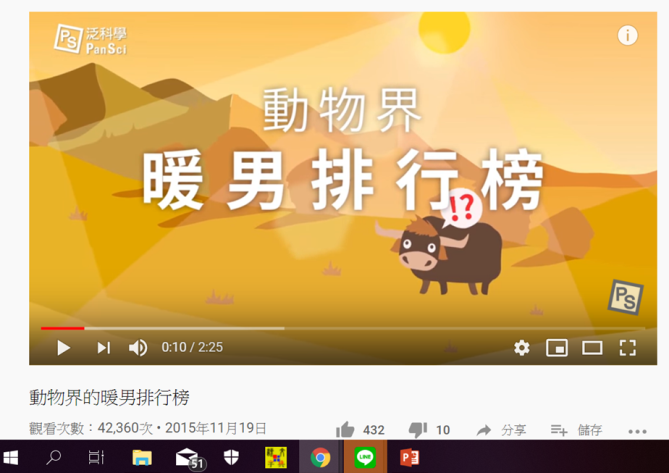 PS 泛科學
PanSci
動物界
暖男排行榜
!?
PS
0:10 / 2:25
動物界的暖男排行榜
觀看次數：42,360次 • 2015年11月19日
432
10
分享
儲存
51
LINE